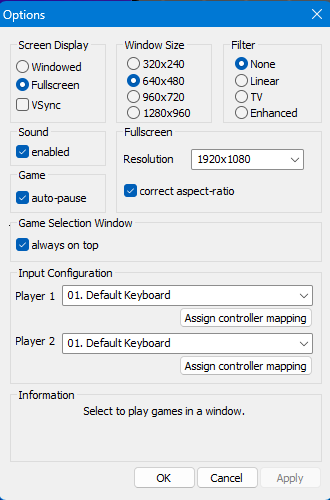 Options
Screen Display
Windowed
Fullscreen
VSync
Window Size
320x240
640x480
960x720
1280x960
Filter
None
Linear
TV
Enhanced
Sound
enabled
Game
auto-pause
Fullscreen
Resolution 1920x1080
correct aspect-ratio
Game Selection Window
always on top
Input Configuration
Player 1 01. Default Keyboard
Assign controller mapping
Player 2 01. Default Keyboard
Assign controller mapping
Information
Select to play games in a window.
OK Cancel Apply